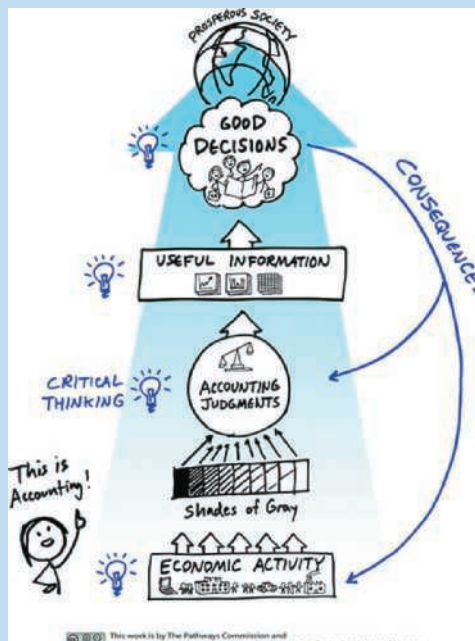 PROSPEROUS SOCIETY
GOOD
DECISIONS
CONSEQUENCES
USEFUL INFORMATION
CRITICAL
THINKING
ACCOUNTING
JUDGMENTS
Shades of Gray
This is
Accounting!
ECONOMIC ACTIVITY
This work is by The Pathways Commission and